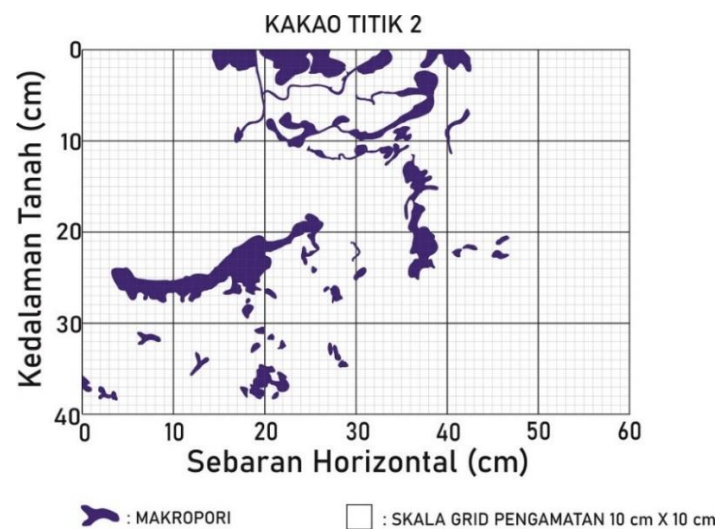 KAKAO TITIK 2
Kedalaman Tanah (cm)
0
10
20
30
40
0 10 20 30 40 50 60
Sebaran Horizontal (cm)
: MAKROPORI
: SKALA GRID PENGAMATAN 10 cm X 10 cm